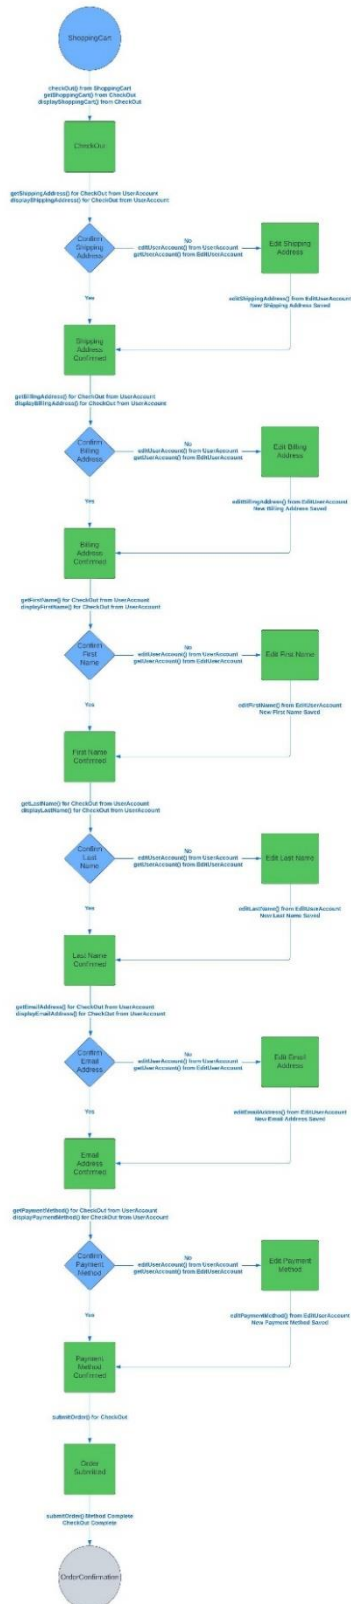 ShoppingCart
checkOut() from ShoppingCart
getShoppingCart() from CheckOut
displayShoppingCart() from CheckOut
CheckOut
getShippingAddress() for CheckOut from UserAccount
displayShippingAddress() for CheckOut from UserAccount
Confirm
Shipping
Address
No
editUserAccount() from UserAccount
getUserAccount() from EditUserAccount
Edit Shipping
Address
Yes
editShippingAddress() from EditUserAccount
New Shipping Address Saved
Shipping
Address
Confirmed
getBillingAddress() for CheckOut from UserAccount
displayBillingAddress() for CheckOut from UserAccount
Confirm
Billing
Address
No
editUserAccount() from UserAccount
getUserAccount() from EditUserAccount
Edit Billing
Address
Yes
editBillingAddress() from EditUserAccount
New Billing Address Saved
Billing
Address
Confirmed
getFirstName() for CheckOut from UserAccount
displayFirstName() for CheckOut from UserAccount
Confirm
First
Name
No
editUserAccount() from UserAccount
getUserAccount() from EditUserAccount
Edit First Name
Yes
editFirstName() from EditUserAccount
New First Name Saved
First Name
Confirmed
getLastName() for CheckOut from UserAccount
displayLastName() for CheckOut from UserAccount
Confirm
Last
Name
No
editUserAccount() from UserAccount
getUserAccount() from EditUserAccount
Edit Last Name
Yes
editLastName() from EditUserAccount
New Last Name Saved
Last Name
Confirmed
getEmailAddress() for CheckOut from UserAccount
displayEmailAddress() for CheckOut from UserAccount
Confirm
Email
Address
No
editUserAccount() from UserAccount
getUserAccount() from EditUserAccount
Edit Email
Address
Yes
editEmailAddress() from EditUserAccount
New Email Address Saved
Email
Address
Confirmed
getPaymentMethod() for CheckOut from UserAccount
displayPaymentMethod() for CheckOut from UserAccount
Confirm
Payment
Method
No
editUserAccount() from UserAccount
getUserAccount() from EditUserAccount
Edit Payment
Method
Yes
editPaymentMethod() from EditUserAccount
New Payment Method Saved
Payment
Method
Confirmed
submitOrder() for CheckOut
Order
Submitted
submitOrder() Method Complete
CheckOut Complete
OrderConfirmation